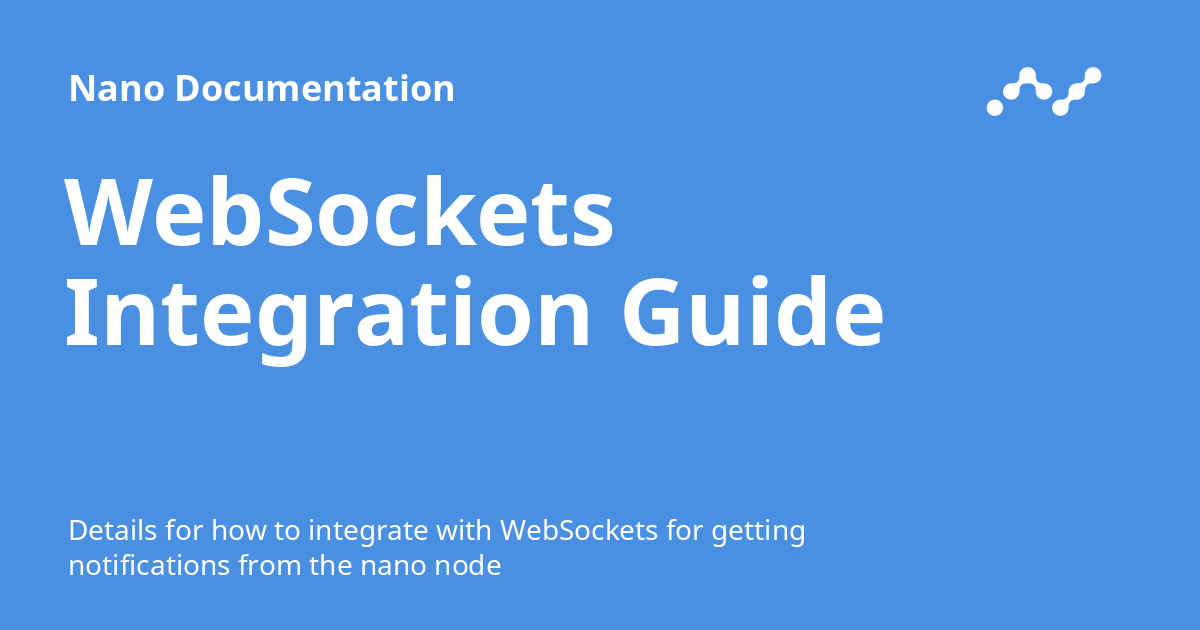 Nano Documentation
WebSockets
Integration Guide
Details for how to integrate with WebSockets for getting
notifications from the nano node